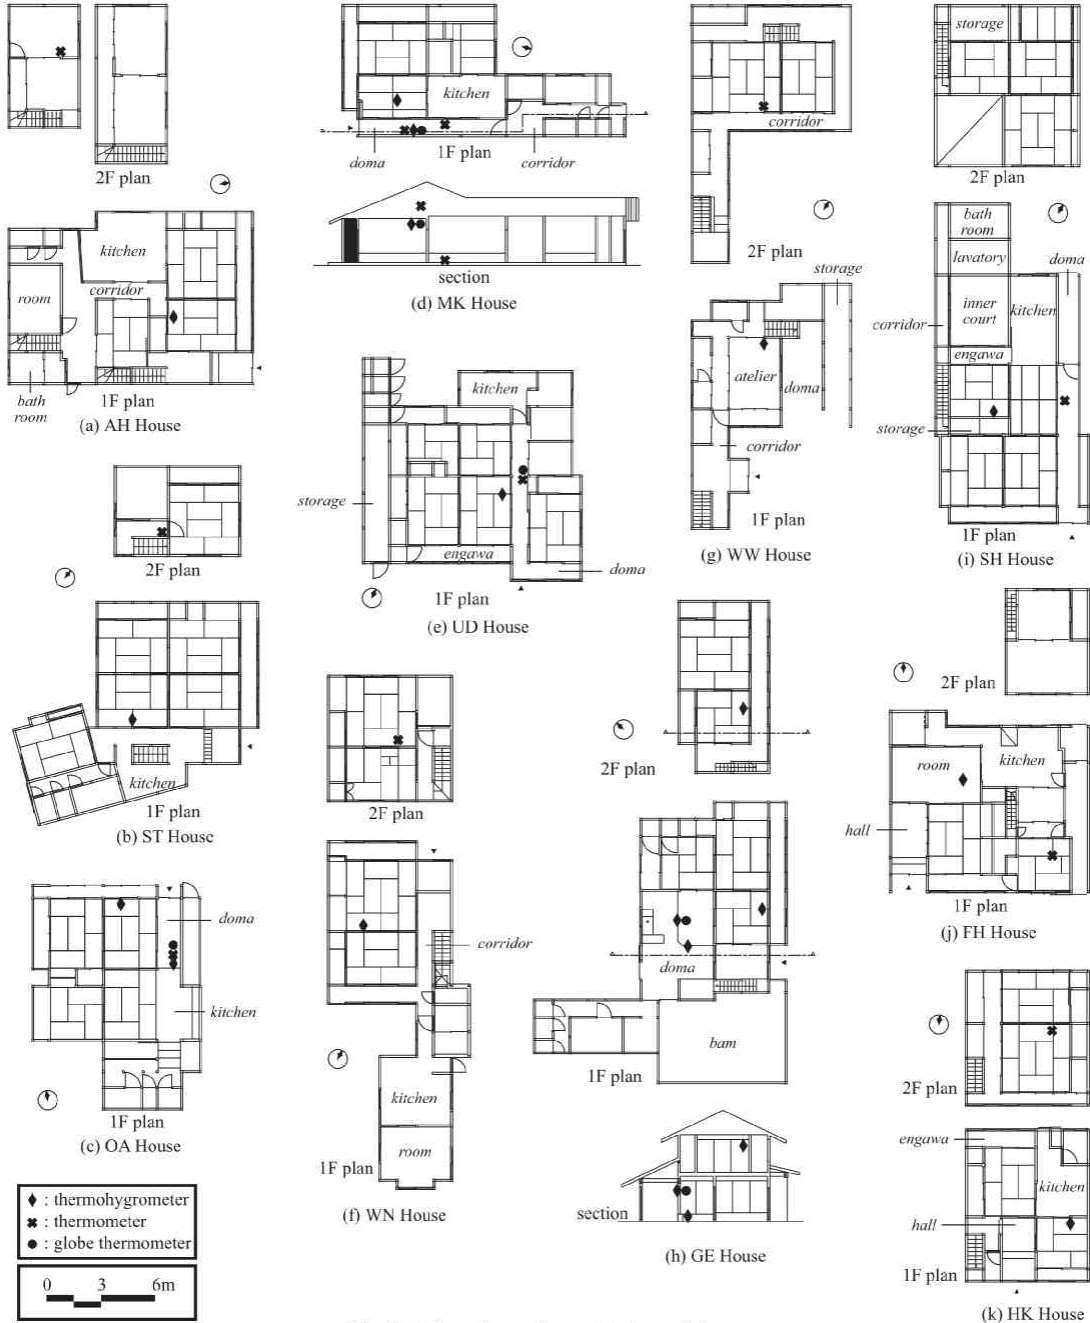 2F plan
kitchen
room
corridor
bath
room
1F plan
(a) AH House
2F plan
kitchen
1F plan
(b) ST House
doma
kitchen
1F plan
(c) OA House
kitchen
1F plan
doma
corridor
section
(d) MK House
kitchen
storage
engawa
doma
1F plan
(e) UD House
2F plan
corridor
kitchen
room
1F plan
(f) WN House
corridor
2F plan
storage
atelier
doma
corridor
1F plan
(g) WW House
2F plan
doma
bam
1F plan
section
(h) GE House
storage
2F plan
bath
room
lavatory
doma
inner
court
kitchen
corridor
engawa
storage
1F plan
(i) SH House
2F plan
room
kitchen
hall
1F plan
(j) FH House
2F plan
engawa
kitchen
hall
1F plan
(k) HK House
: thermohygrometer
: thermometer
: globe thermometer
0 3 6m